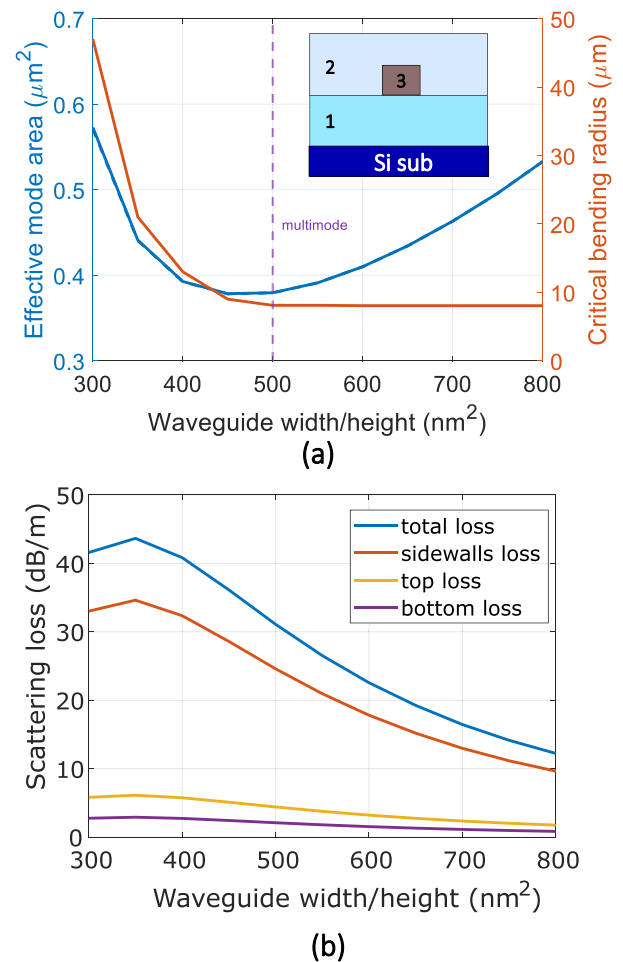 0.7
0.6
0.5
0.4
0.3
Effective mode area (μm²)
50
40
30
20
10
0
Critical bending radius (μm)
2
3
1
Si sub
multimode
300 400 500 600 700 800
Waveguide width/height (nm²)
(a)
50
40
30
20
10
0
Scattering loss (dB/m)
total loss
sidewalls loss
top loss
bottom loss
300 400 500 600 700 800
Waveguide width/height (nm²)
(b)